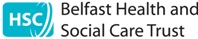 HSC
Belfast Health and
Social Care Trust